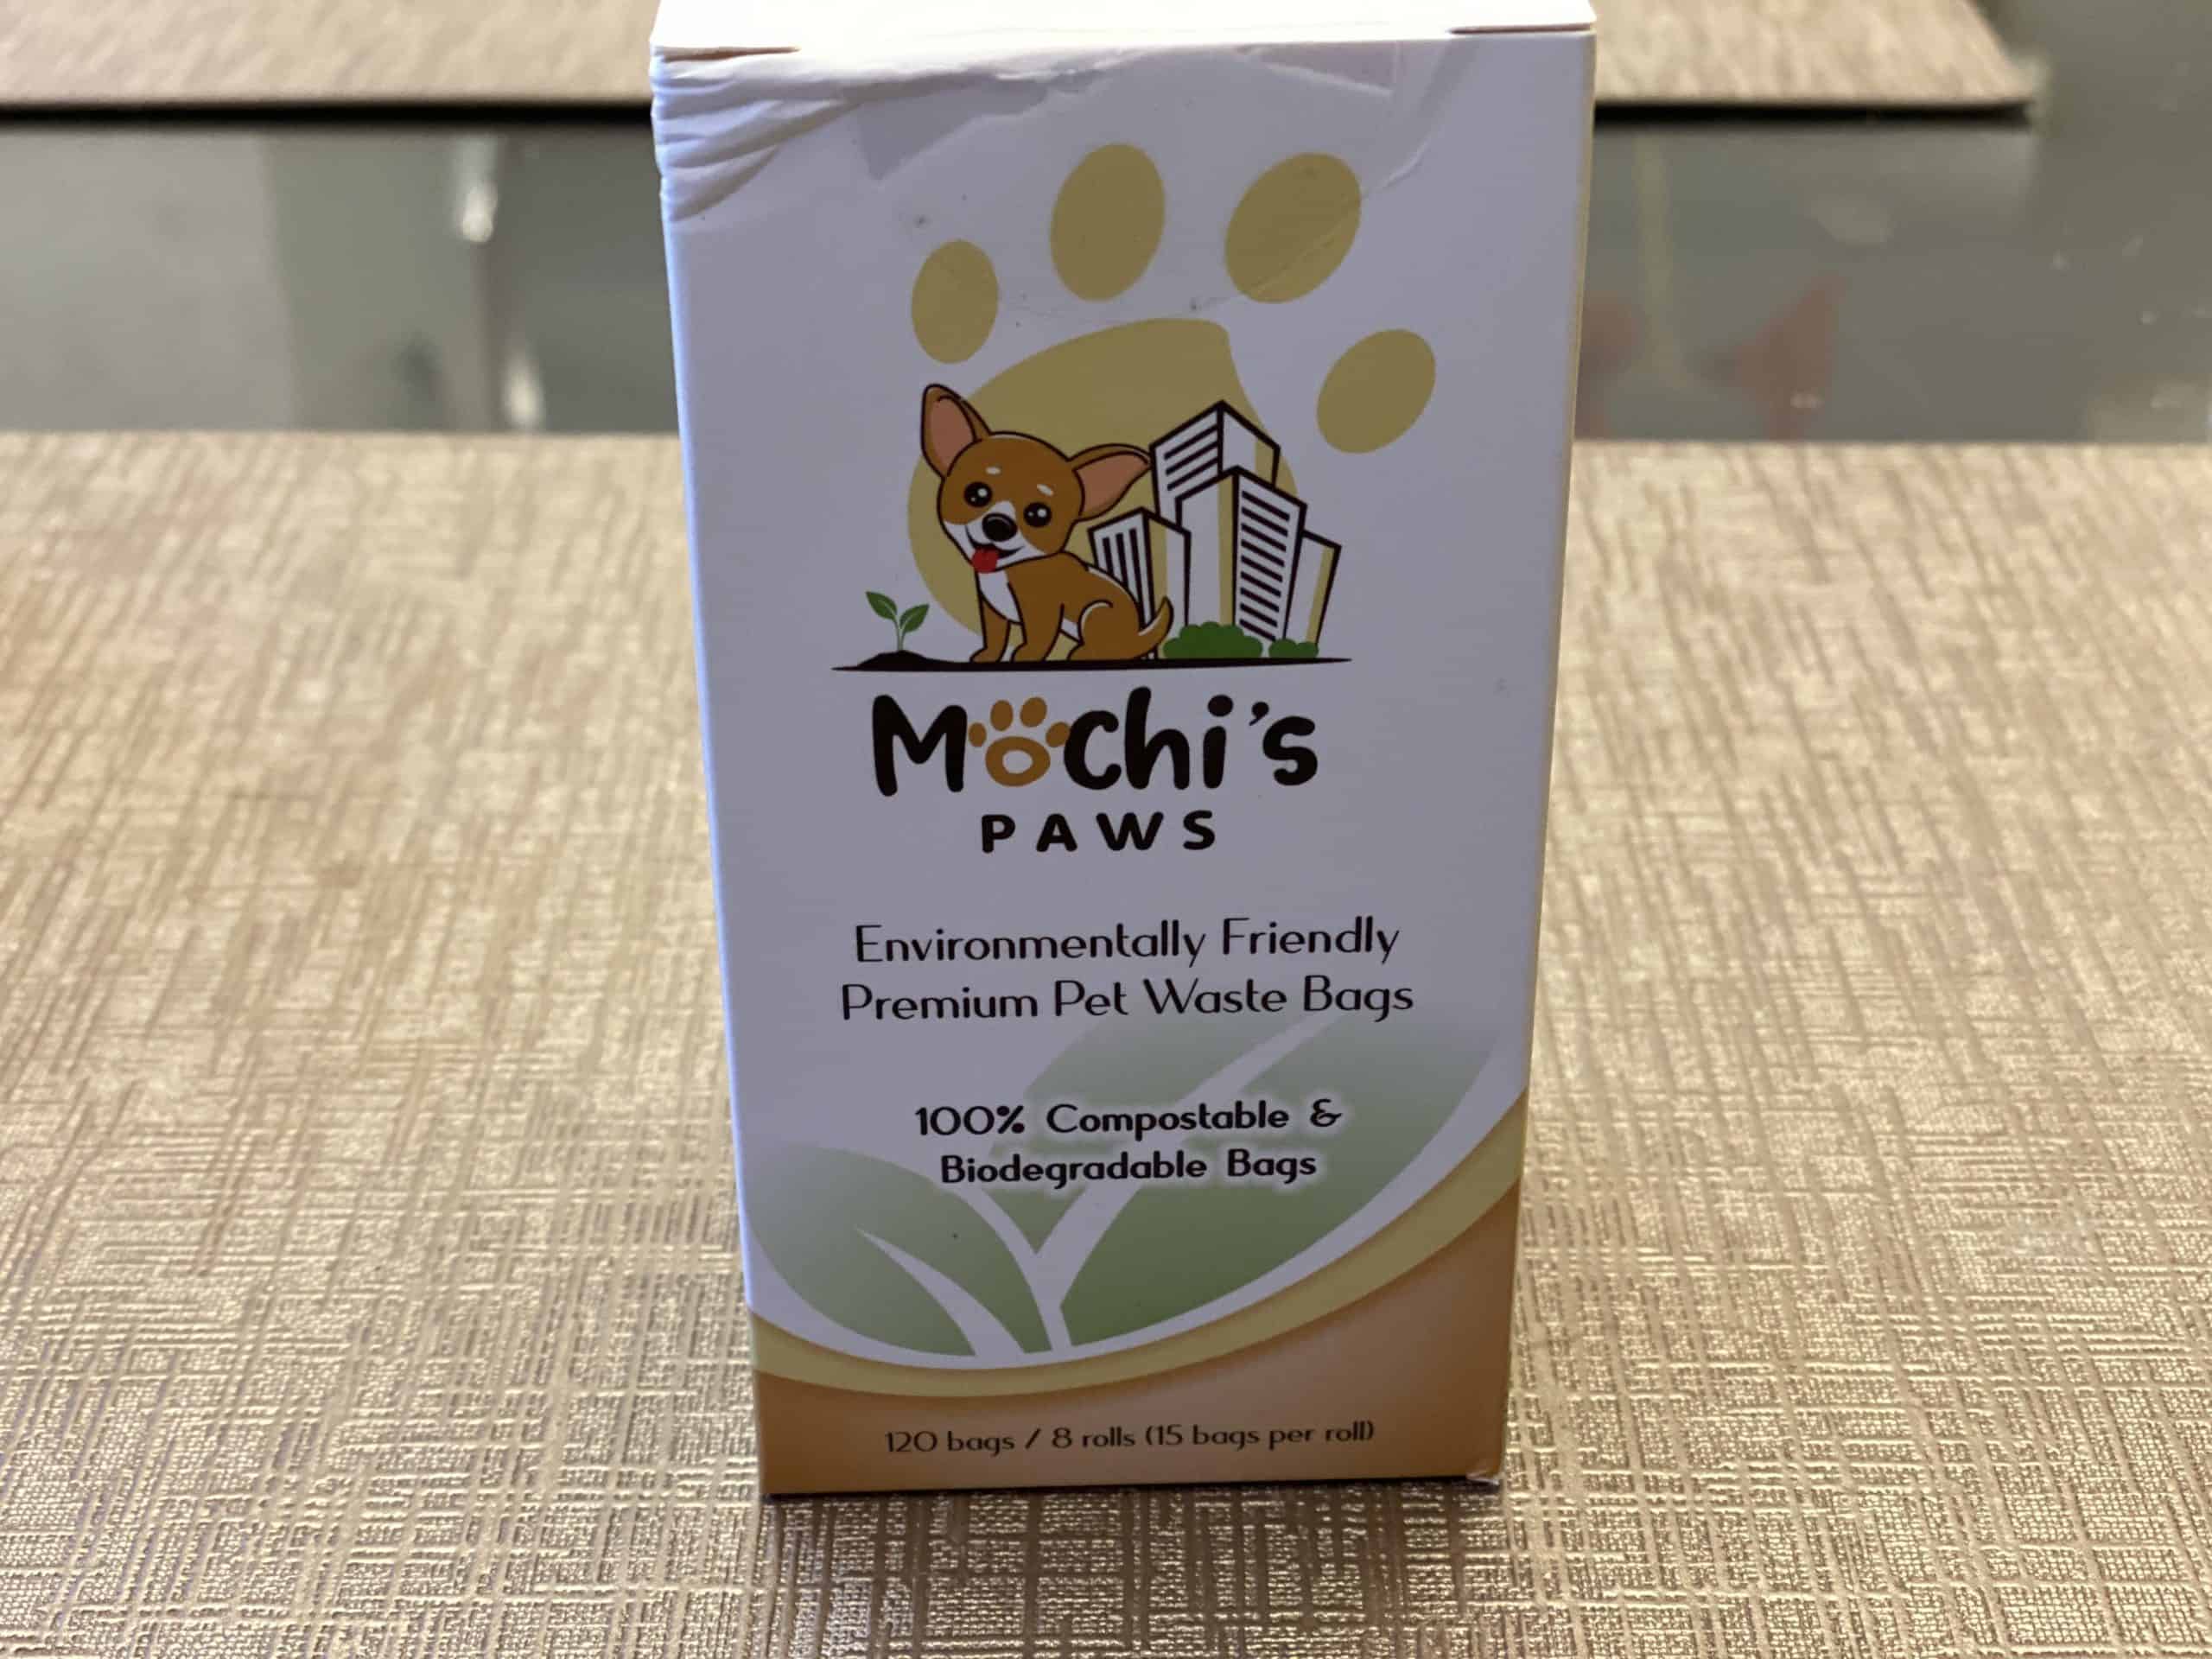 Mochi's
PAWS
Environmentally Friendly
Premium Pet Waste Bags
100% Compostable &
Biodegradable Bags
120 bags / 8 rolls (15 bags per roll)